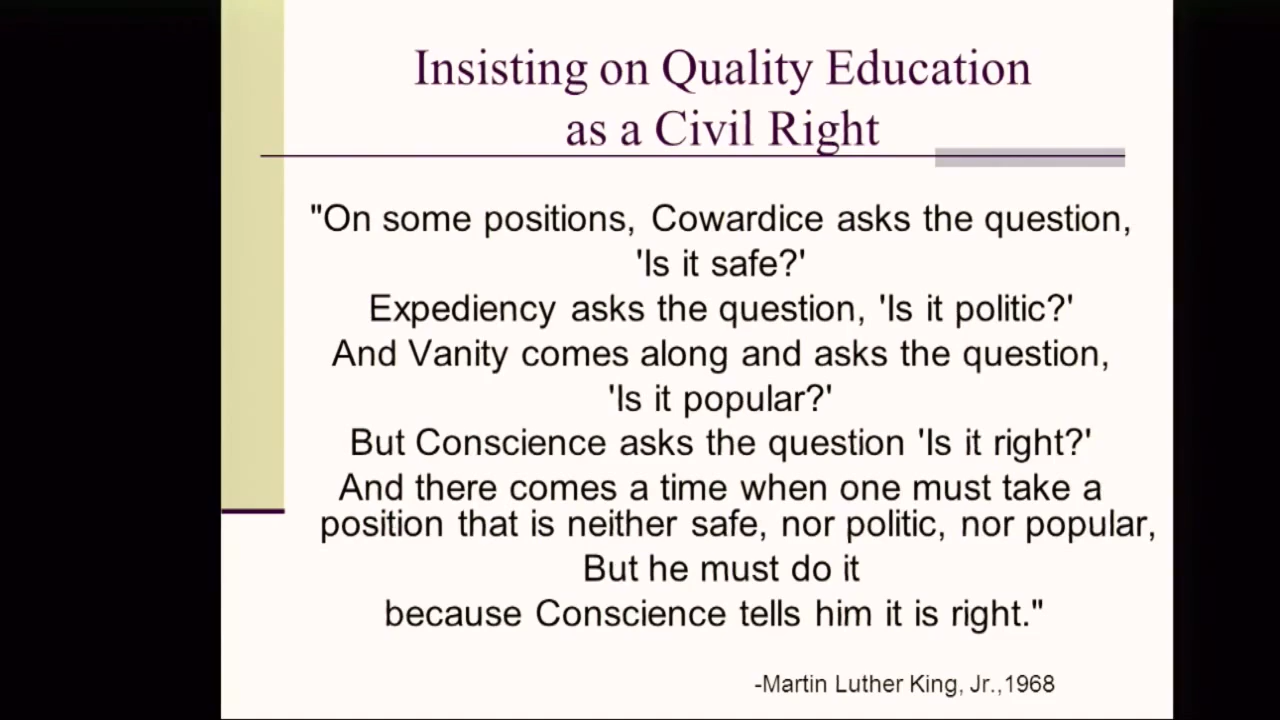 Insisting on Quality Education
as a Civil Right
"On some positions, Cowardice asks the question,
'Is it safe?'
Expediency asks the question, 'Is it politic?'
And Vanity comes along and asks the question,
'Is it popular?'
But Conscience asks the question 'Is it right?'
And there comes a time when one must take a
position that is neither safe, nor politic, nor popular,
But he must do it
because Conscience tells him it is right."
-Martin Luther King, Jr.,1968